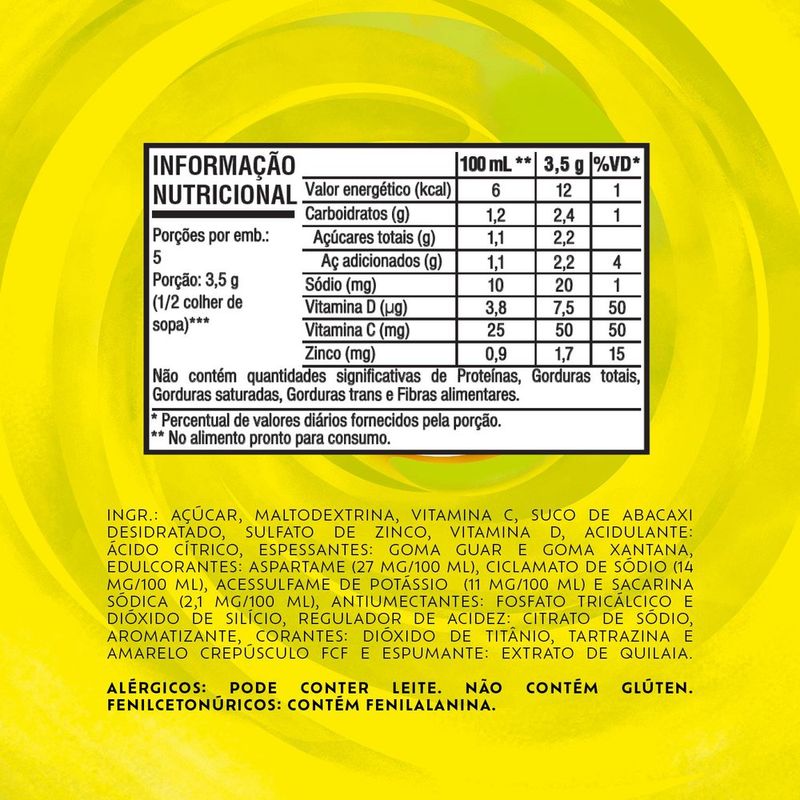 INFORMAÇÃO
NUTRICIONAL
Porções por emb.:
5
Porção: 3,5 g
(1/2 colher de
sopa)***
100 mL ** 3,5 g %VD*
Valor energético (kcal) 6 12 1
Carboidratos (g) 1,2 2,4 1
Açúcares totais (g) 1,1 2,2
Aç adicionados (g) 1,1 2,2 4
Sódio (mg) 10 20 1
Vitamina D (µg) 3,8 7,5 50
Vitamina C (mg) 25 50 50
Zinco (mg) 0,9 1,7 15
Não contém quantidades significativas de Proteínas, Gorduras totais,
Gorduras saturadas, Gorduras trans e Fibras alimentares.
* Percentual de valores diários fornecidos pela porção.
** No alimento pronto para consumo.
INGR.: AÇÚCAR, MALTODEXTRINA, VITAMINA C, SUCO DE ABACAXI
DESIDRATADO, SULFATO DE ZINCO, VITAMINA D, ACIDULANTE:
ÁCIDO CÍTRICO, ESPESSANTES: GOMA GUAR E GOMA XANTANA,
EDULCORANTES: ASPARTAME (27 MG/100 ML), CICLAMATO DE SÓDIO (14
MG/100 ML), ACESSULFAME DE POTÁSSIO (11 MG/100 ML) E SACARINA
SÓDICA (2,1 MG/100 ML), ANTIUMECTANTES: FOSFATO TRICÁLCICO E
DIÓXIDO DE SILÍCIO, REGULADOR DE ACIDEZ: CITRATO DE SÓDIO,
AROMATIZANTE, CORANTES: DIÓXIDO DE TITÂNIO, TARTRAZINA E
AMARELO CREPÚSCULO FCF E ESPUMANTE: EXTRATO DE QUILAIA.
ALÉRGICOS: PODE CONTER LEITE. NÃO CONTÉM GLÚTEN.
FENILCETONÚRICOS: CONTÉM FENILALANINA.